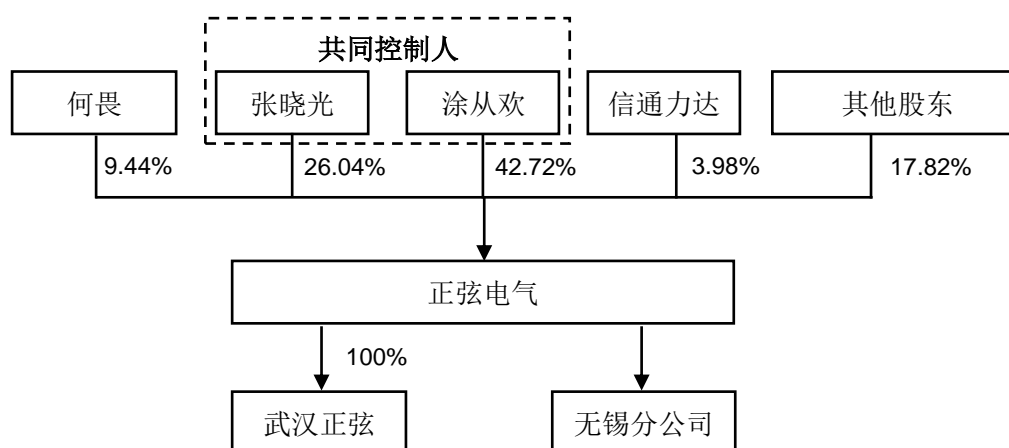 共同控制人
何畏
张晓光
涂从欢
信通力达
其他股东
9.44%
26.04%
42.72%
3.98%
17.82%
正弦电气
100%
武汉正弦
无锡分公司